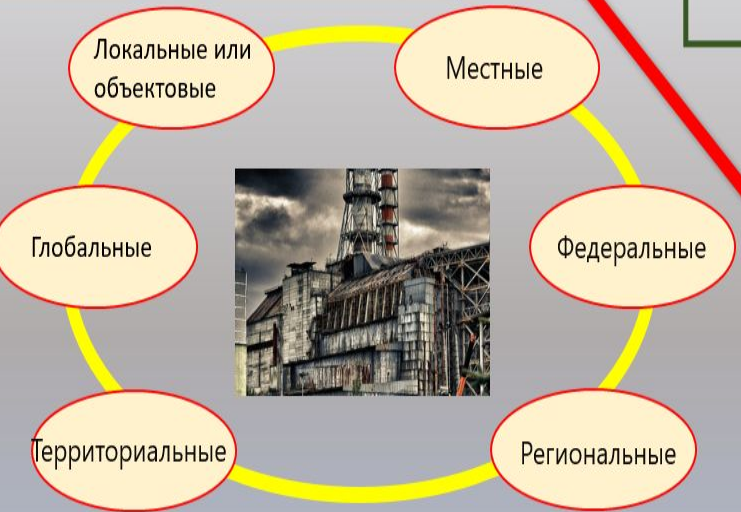 Локальные или
объектовые
Местные
Глобальные
Федеральные
Территориальные
Региональные